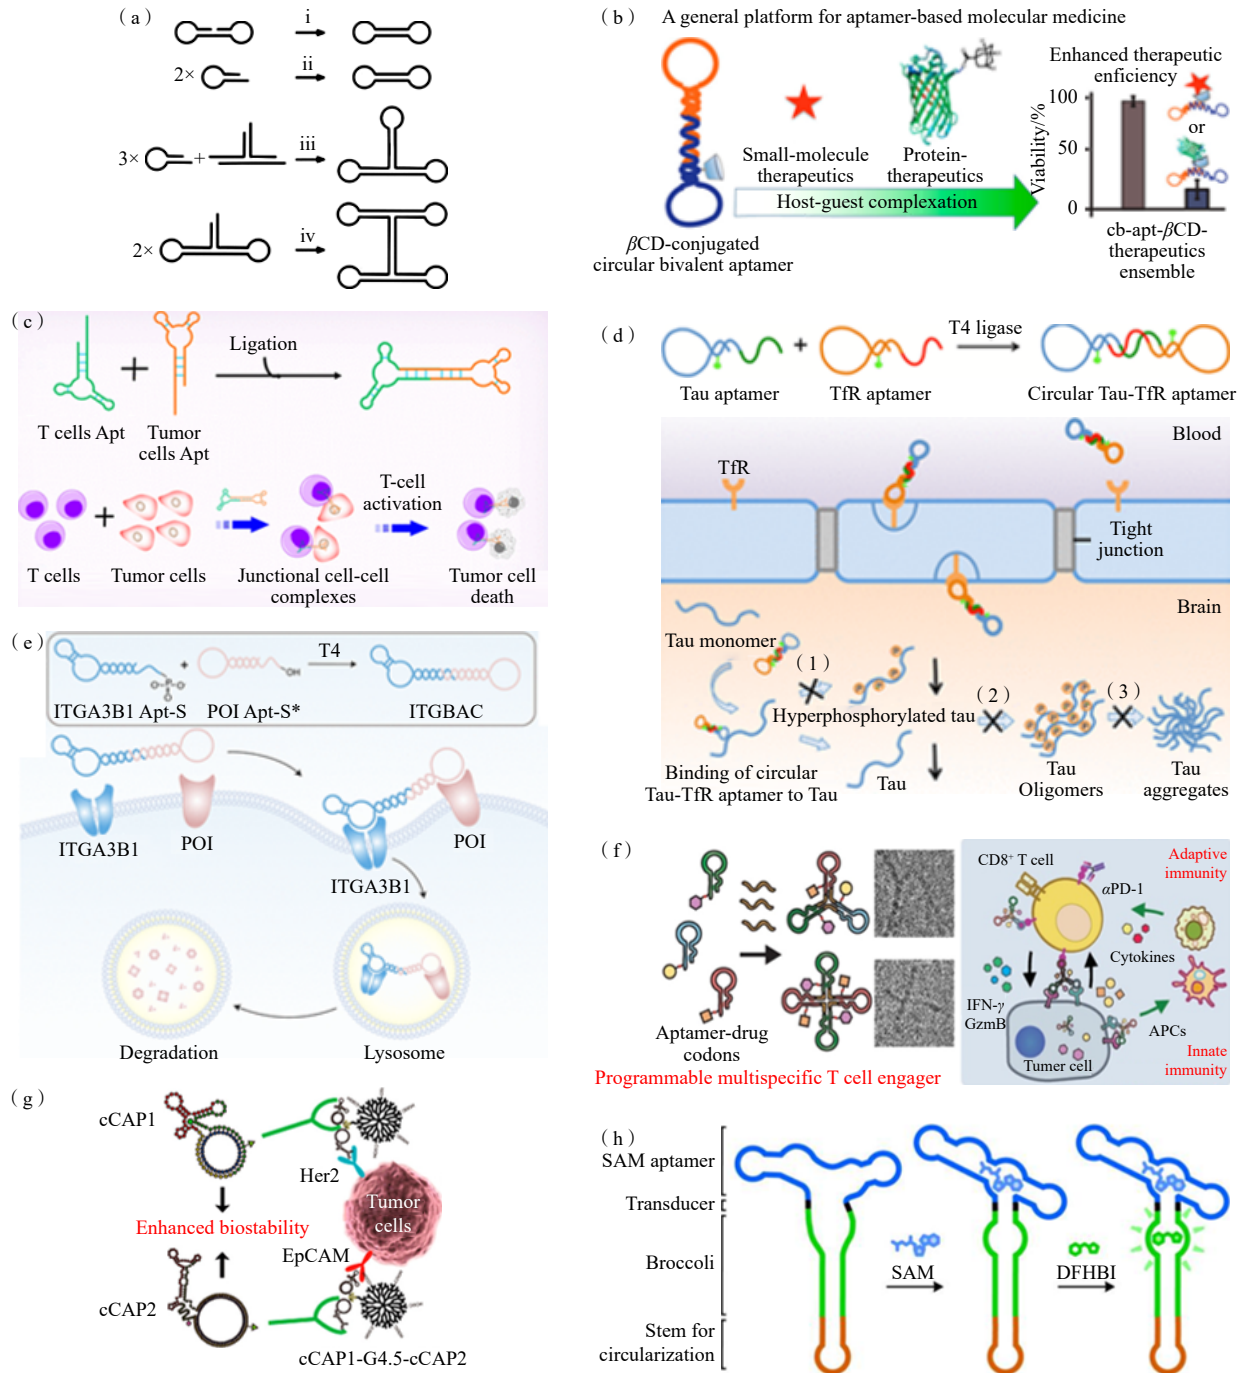 (a)
i
2×
ii
3×
+
iii
2×
iv
(b)
A general platform for aptamer-based molecular medicine
Small-molecule
therapeutics
Protein-
therapeutics
Host-guest complexation
βCD-conjugated
circular bivalent aptamer
Enhanced therapeutic
enficiency
100
50
0
Viability/%
or
cb-apt-βCD-
therapeutics
ensemble
(c)
+
Ligation
T cells Apt
Tumor
cells Apt
T-cell
activation
+
T cells
Tumor cells
Junctional cell-cell
complexes
Tumor cell
death
(d)
+
T4 ligase
Tau aptamer
TfR aptamer
Circular Tau-TfR aptamer
Blood
TfR
Tight
junction
Brain
Tau monomer
(1)
(2)
(3)
Hyperphosphorylated tau
Binding of circular
Tau-TfR aptamer to Tau
Tau
Tau
Oligomers
Tau
aggregates
(e)
+
T4
P
OH
ITGA3B1 Apt-S
POI Apt-S*
ITGBAC
ITGA3B1
POI
ITGA3B1
POI
Degradation
Lysosome
(f)
Aptamer-drug
codons
Programmable multispecific T cell engager
CD8⁺ T cell
Adaptive
immunity
αPD-1
Cytokines
IFN-γ
GzmB
APCs
Tumer cell
Innate
immunity
(g)
cCAP1
Her2
Tumor
cells
Enhanced biostability
EpCAM
cCAP2
cCAP1-G4.5-cCAP2
(h)
SAM aptamer
Transducer
Broccoli
SAM
DFHBI
Stem for
circularization